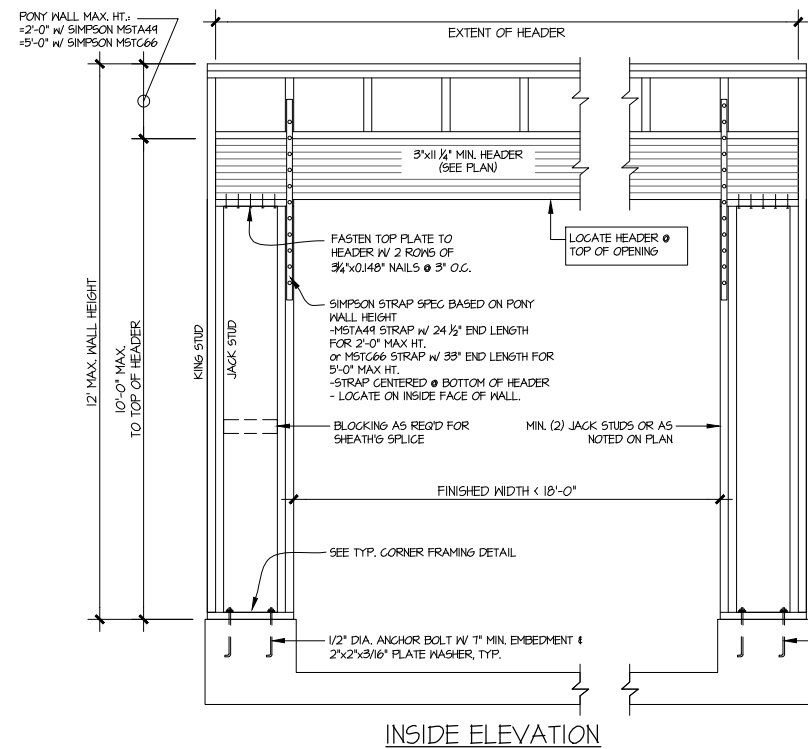 PONY WALL MAX. HT.:
=2'-0" W/ SIMPSON MSTA49
=5'-0" W/ SIMPSON MSTC66
EXTENT OF HEADER
3"x11 1/4" MIN. HEADER
(SEE PLAN)
FASTEN TOP PLATE TO
HEADER W/ 2 ROWS OF
3 1/4"x0.148" NAILS @ 3" O.C.
LOCATE HEADER @
TOP OF OPENING
SIMPSON STRAP SPEC BASED ON PONY
WALL HEIGHT
-MSTA49 STRAP w/ 24 1/2" END LENGTH
FOR 2'-0" MAX HT.
or MSTC66 STRAP w/ 33" END LENGTH FOR
5'-0" MAX HT.
-STRAP CENTERED @ BOTTOM OF HEADER
- LOCATE ON INSIDE FACE OF WALL.
12' MAX. WALL HEIGHT
10'-0" MAX.
TO TOP OF HEADER
KING STUD
JACK STUD
BLOCKING AS REQ'D FOR
SHEATH'G SPLICE
MIN. (2) JACK STUDS OR AS
NOTED ON PLAN
FINISHED WIDTH < 18'-0"
SEE TYP. CORNER FRAMING DETAIL
1/2" DIA. ANCHOR BOLT W/ 7" MIN. EMBEDMENT &
2"x2"x3/16" PLATE WASHER, TYP.
INSIDE ELEVATION